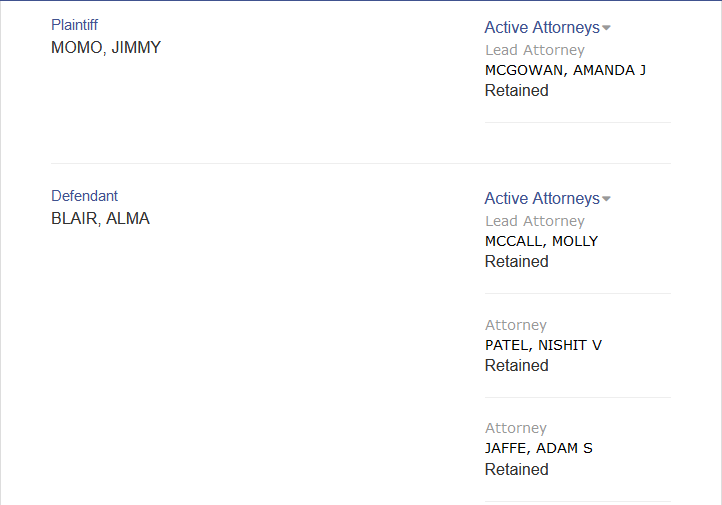 Plaintiff
MOMO, JIMMY
Active Attorneys
Lead Attorney
MCGOWAN, AMANDA J
Retained
Defendant
BLAIR, ALMA
Active Attorneys
Lead Attorney
MCCALL, MOLLY
Retained
Attorney
PATEL, NISHIT V
Retained
Attorney
JAFFE, ADAM S
Retained